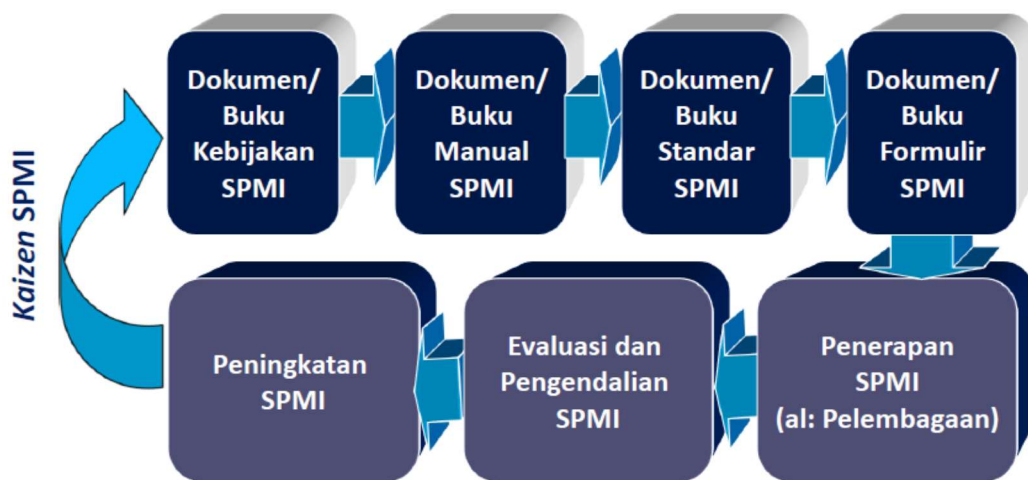 Dokumen/
Buku
Kebijakan
SPMI
Dokumen/
Buku
Manual
SPMI
Dokumen/
Buku
Standar
SPMI
Dokumen/
Buku
Formulir
SPMI
Kaizen SPMI
Peningkatan
SPMI
Evaluasi dan
Pengendalian
SPMI
Penerapan
SPMI
(al: Pelembagaan)